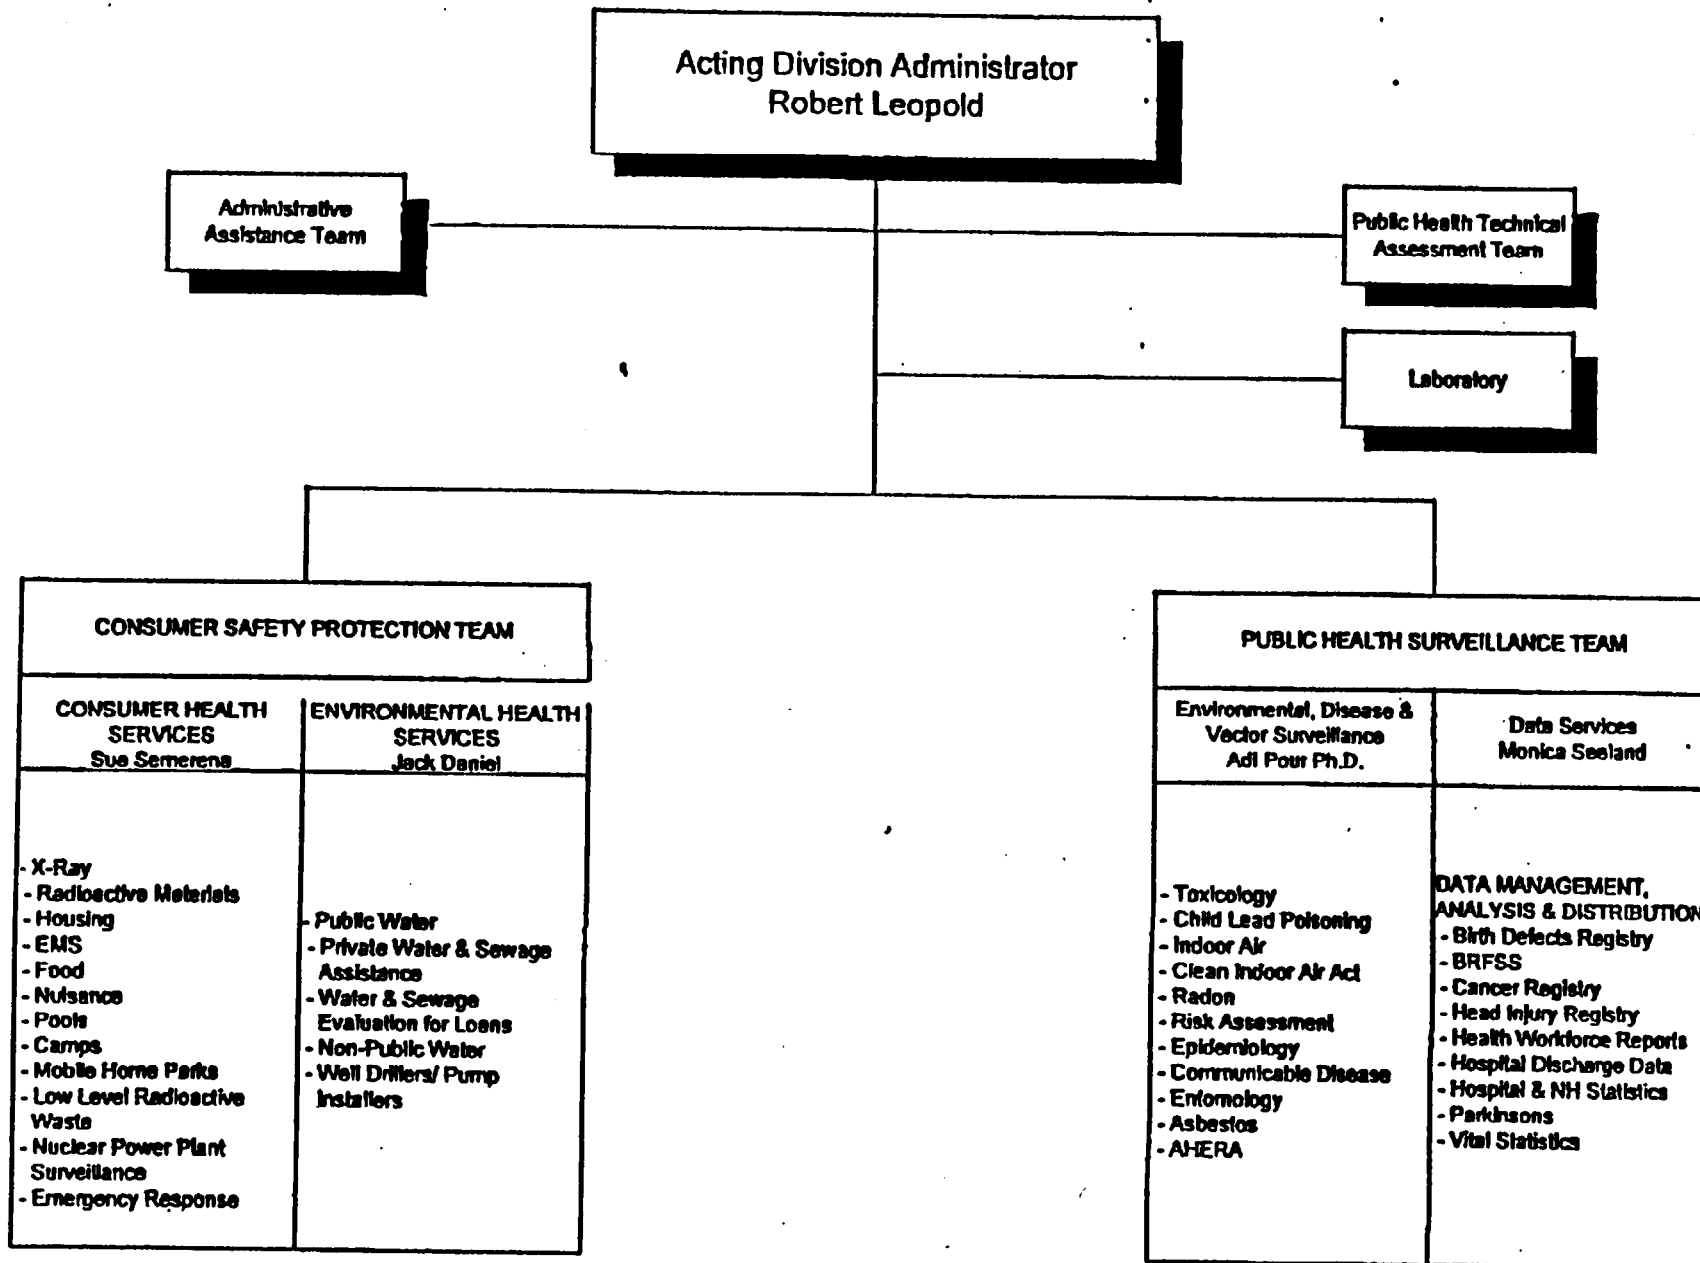 Acting Division Administrator
Robert Leopold
Administrative
Assistance Team
Public Health Technical
Assessment Team
Laboratory
CONSUMER SAFETY PROTECTION TEAM
CONSUMER HEALTH
SERVICES
Sue Semerena
ENVIRONMENTAL HEALTH
SERVICES
Jack Daniel
- X-Ray
- Radioactive Materials
- Housing
- EMS
- Food
- Nuisance
- Pools
- Camps
- Mobile Home Parks
- Low Level Radioactive
Waste
- Nuclear Power Plant
Surveillance
- Emergency Response
- Public Water
- Private Water & Sewage
Assistance
- Water & Sewage
Evaluation for Loans
- Non-Public Water
- Well Drillers/ Pump
Installers
PUBLIC HEALTH SURVEILLANCE TEAM
Environmental, Disease &
Vector Surveillance
Adi Pour Ph.D.
Data Services
Monica Seeland
- Toxicology
- Child Lead Poisoning
- Indoor Air
- Clean Indoor Air Act
- Radon
- Risk Assessment
- Epidemiology
- Communicable Disease
- Entomology
- Asbestos
- AHERA
DATA MANAGEMENT,
ANALYSIS & DISTRIBUTION
- Birth Defects Registry
- BRFSS
- Cancer Registry
- Head Injury Registry
- Health Workforce Reports
- Hospital Discharge Data
- Hospital & NH Statistics
- Parkinsons
- Vital Statistics